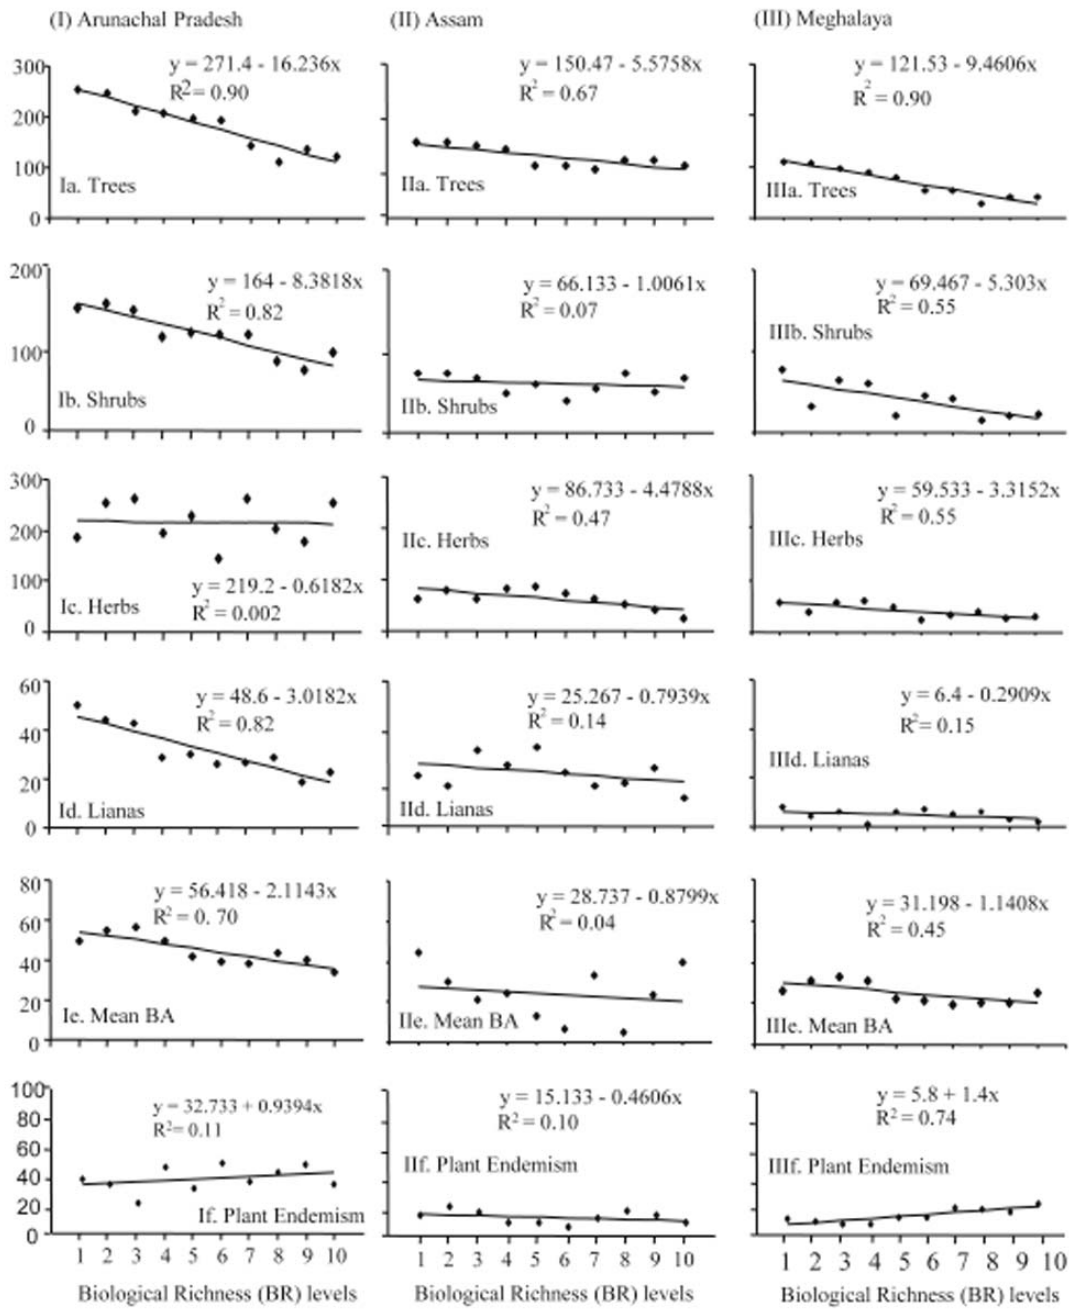 (I) Arunachal Pradesh
(II) Assam
(III) Meghalaya
300
200
100
0
y = 271.4 - 16.236x
R2= 0.90
Ia. Trees
y = 150.47 - 5.5758x
R² = 0.67
IIa. Trees
y = 121.53 - 9.4606x
R² = 0.90
IIIa. Trees
200
100
0
y = 164 - 8.3818x
R² = 0.82
Ib. Shrubs
y = 66.133 - 1.0061x
R² = 0.07
IIb. Shrubs
y = 69.467 - 5.303x
R² = 0.55
IIIb. Shrubs
300
200
100
0
y = 219.2 - 0.6182x
R² = 0.002
Ic. Herbs
y = 86.733 - 4.4788x
R² = 0.47
IIc. Herbs
y = 59.533 - 3.3152x
R² = 0.55
IIIc. Herbs
60
40
20
0
y = 48.6 - 3.0182x
R² = 0.82
Id. Lianas
y = 25.267 - 0.7939x
R² = 0.14
IId. Lianas
y = 6.4 - 0.2909x
R²= 0.15
IIId. Lianas
80
60
40
20
0
y = 56.418 - 2.1143x
R² = 0. 70
Ie. Mean BA
y = 28.737 - 0.8799x
R² = 0.04
IIe. Mean BA
y = 31.198 - 1.1408x
R² = 0.45
IIIe. Mean BA
100
80
60
40
20
0
y = 32.733 + 0.9394x
R²= 0.11
If. Plant Endemism
y = 15.133 - 0.4606x
R² = 0.10
IIf. Plant Endemism
y = 5.8 + 1.4x
R² = 0.74
IIIf. Plant Endemism
1 2 3 4 5 6 7 8 9 10
1 2 3 4 5 6 7 8 9 10
1 2 3 4 5 6 7 8 9 10
Biological Richness (BR) levels
Biological Richness (BR) levels
Biological Richness (BR) levels